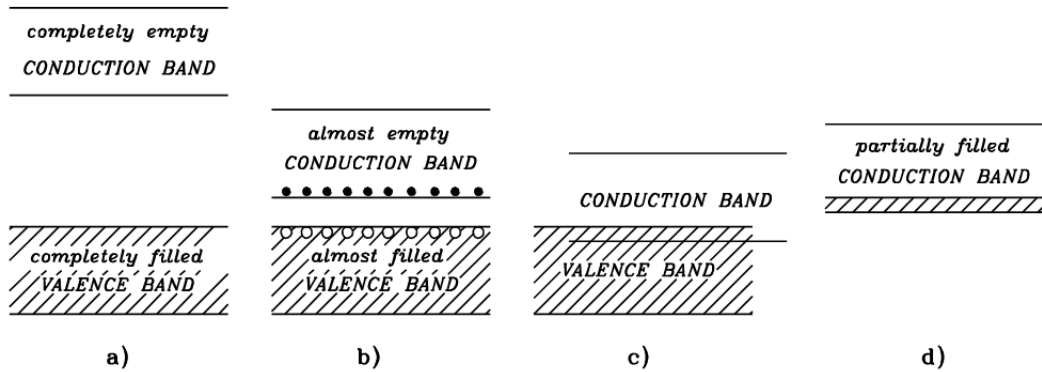 completely empty
CONDUCTION BAND
completely filled
VALENCE BAND
a)
almost empty
CONDUCTION BAND
almost filled
VALENCE BAND
b)
CONDUCTION BAND
VALENCE BAND
c)
partially filled
CONDUCTION BAND
d)